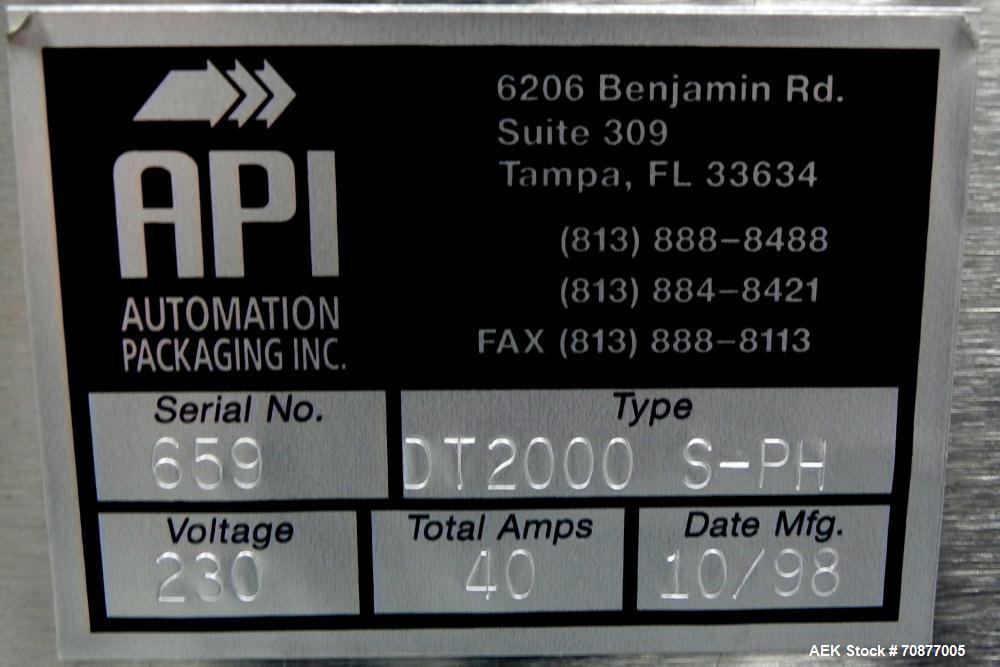 API
AUTOMATION
PACKAGING INC.
6206 Benjamin Rd.
Suite 309
Tampa, FL 33634
(813) 888-8488
(813) 884-8421
FAX (813) 888-8113
Serial No.
659
Type
DT2000 S-PH
Voltage
230
Total Amps
40
Date Mfg.
10/98
AEK Stock # 70877005